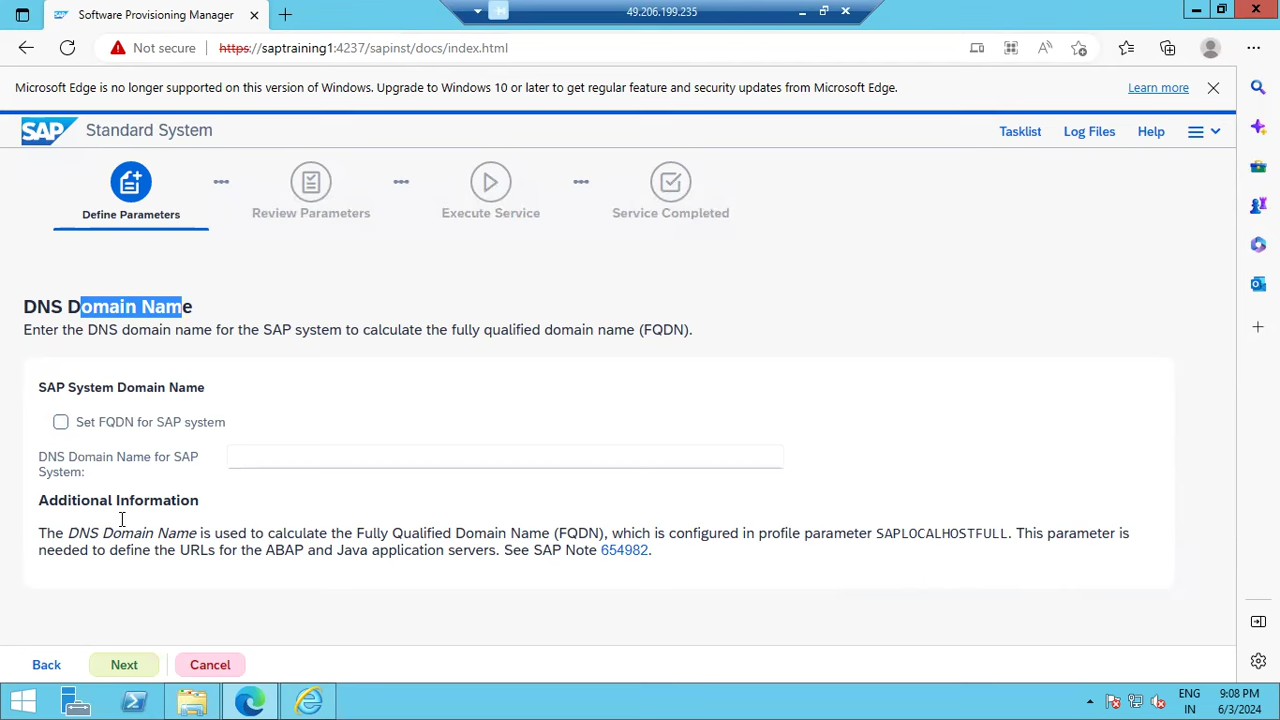 Software Provisioning Manager
49.206.199.235
Not secure https://saptraining1:4237/sapinst/docs/index.html
Microsoft Edge is no longer supported on this version of Windows. Upgrade to Windows 10 or later to get regular feature and security updates from Microsoft Edge.
Learn more
SAP Standard System
Tasklist Log Files Help
Define Parameters
Review Parameters
Execute Service
Service Completed
DNS Domain Name
Enter the DNS domain name for the SAP system to calculate the fully qualified domain name (FQDN).
SAP System Domain Name
Set FQDN for SAP system
DNS Domain Name for SAP
System:
Additional Information
The DNS Domain Name is used to calculate the Fully Qualified Domain Name (FQDN), which is configured in profile parameter SAPLOCALHOSTFULL. This parameter is
needed to define the URLs for the ABAP and Java application servers. See SAP Note 654982.
Back Next Cancel
ENG 9:08 PM
IN 6/3/2024